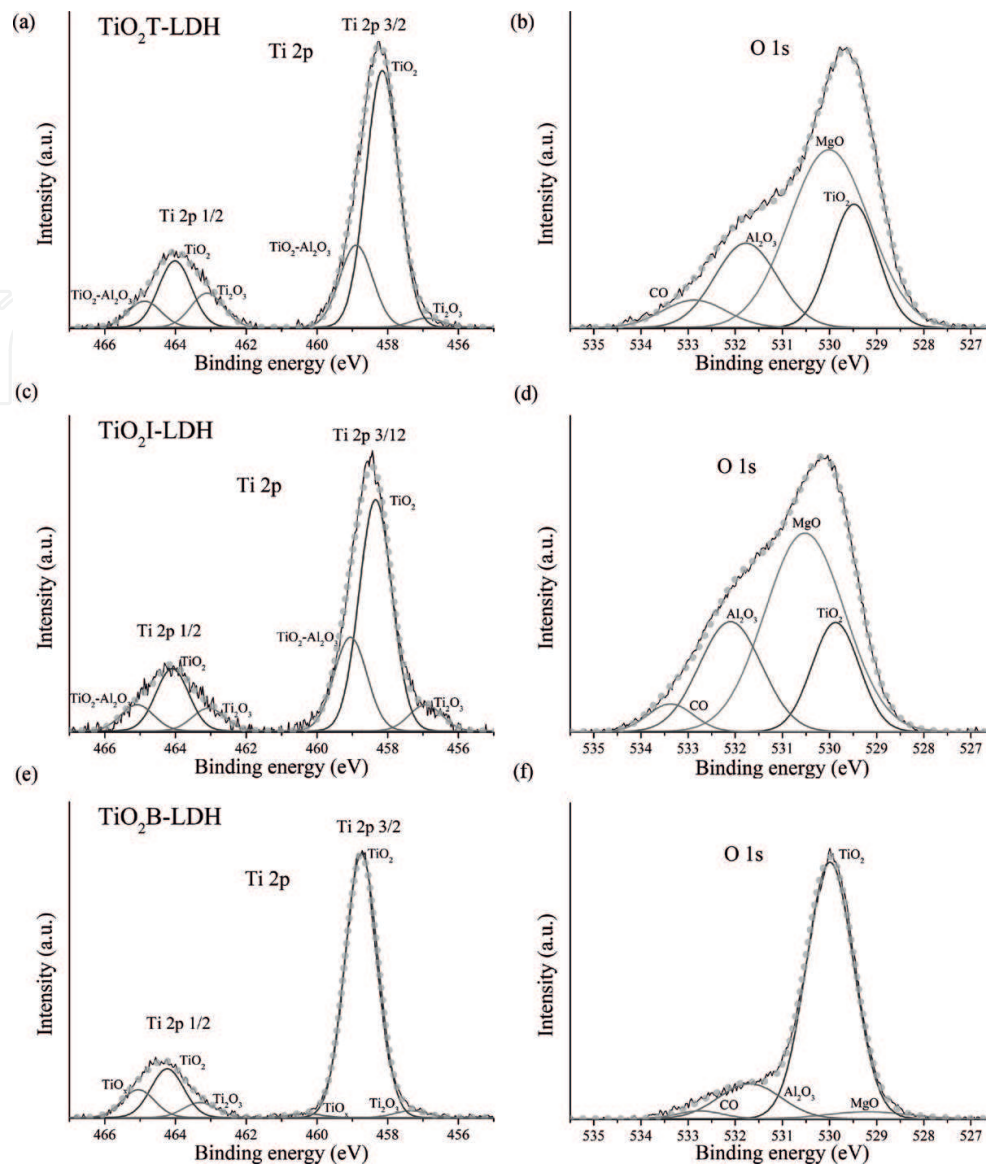 (a)
TiO₂T-LDH
Ti 2p
Ti 2p 3/2
TiO₂
Ti 2p 1/2
TiO₂
TiO₂-Al₂O₃
TiO₂-Al₂O₃
Ti₂O₃
Ti₂O₃
Intensity (a.u.)
466 464 462 460 458 456
Binding energy (eV)
(b)
O 1s
MgO
TiO₂
Al₂O₃
CO
Intensity (a.u.)
535 534 533 532 531 530 529 528 527
Binding energy (eV)
(c)
TiO₂I-LDH
Ti 2p 3/12
Ti 2p
TiO₂
Ti 2p 1/2
TiO₂
TiO₂-Al₂O₃
TiO₂-Al₂O
Ti₂O₃
Ti₂O₃
Intensity (a.u.)
466 464 462 460 458 456
Binding energy (eV)
(d)
O 1s
MgO
Al₂O₃
TiO₂
CO
Intensity (a.u.)
535 534 533 532 531 530 529 528 527
Binding energy (eV)
(e)
TiO₂B-LDH
Ti 2p 3/2
TiO₂
Ti 2p
Ti 2p 1/2
TiO₂
TiOₓ
Ti₂O₃
TiOₓ
Ti₂O₃
Intensity (a.u.)
466 464 462 460 458 456
Binding energy (eV)
(f)
TiO₂
O 1s
Al₂O₃
CO
MgO
Intensity (a.u.)
535 534 533 532 531 530 529 528 527
Binding energy (eV)